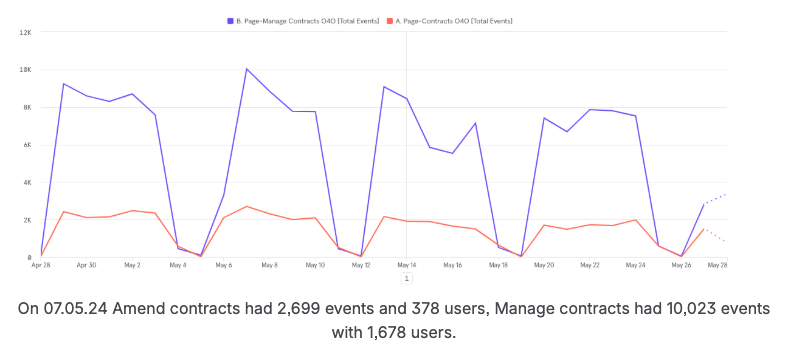 B. Page-Manage Contracts O4O [Total Events] A. Page-Contracts O4O [Total Events]
12K
10K
8K
6K
4K
2K
0
Apr 28 Apr 30 May 2 May 4 May 6 May 8 May 10 May 12 May 14 May 16 May 18 May 20 May 22 May 24 May 26 May 28
1
On 07.05.24 Amend contracts had 2,699 events and 378 users, Manage contracts had 10,023 events
with 1,678 users.